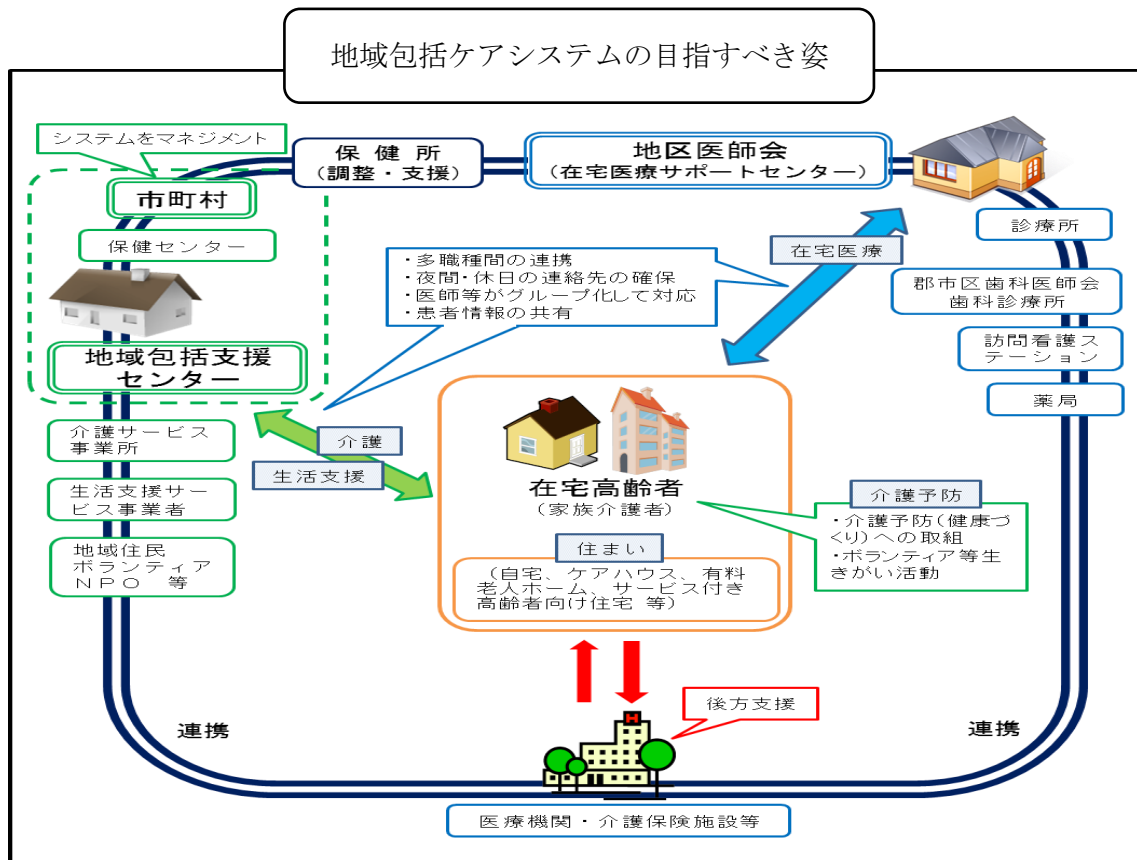 地域包括ケアシステムの目指すべき姿
システムをマネジメント
市町村
保健センター
地域包括支援
センター
介護サービス
事業所
生活支援サー
ビス事業者
地域住民
ボランティア
NPO 等
保健所
(調整・支援)
地区医師会
(在宅医療サポートセンター)
診療所
郡市区歯科医師会
歯科診療所
訪問看護ス
テーション
薬局
・多職種間の連携
・夜間・休日の連絡先の確保
・医師等がグループ化して対応
・患者情報の共有
在宅医療
介護
生活支援
在宅高齢者
(家族介護者)
住まい
(自宅、ケアハウス、有料
老人ホーム、サービス付き
高齢者向け住宅 等)
介護予防
・介護予防(健康づ
くり)への取組
・ボランティア等生
きがい活動
後方支援
H
連携
連携
医療機関・介護保険施設等